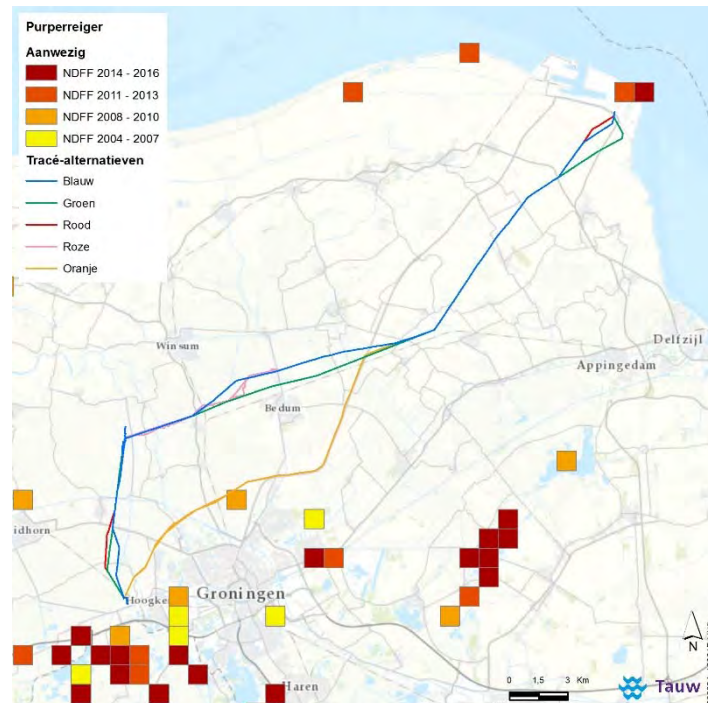 Purperreiger
Aanwezig
NDFF 2014 - 2016
NDFF 2011 - 2013
NDFF 2008 - 2010
NDFF 2004 - 2007
Tracé-alternatieven
Blauw
Groen
Rood
Roze
Oranje
Winsum
Delfzijl
Appingedam
Bedum
idhorn
Hoogke
Groningen
Haren
N
0 1,5 3 Km
Tauw